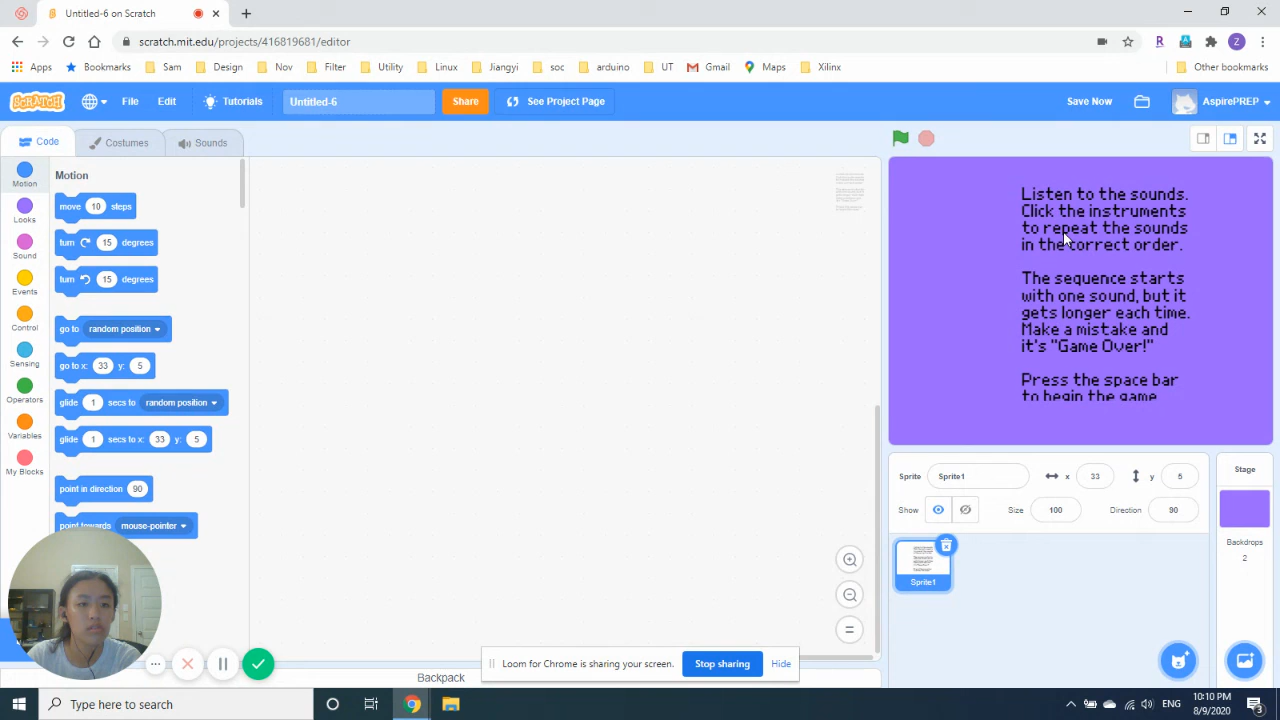 Untitled-6 on Scratch
scratch.mit.edu/projects/416819681/editor
Apps Bookmarks Sam Design Nov Filter Utility Linux Jiangyi soc arduino UT Gmail Maps Xilinx Other bookmarks
SCRATCH File Edit Tutorials Untitled-6 Share See Project Page Save Now AspirePREP
Code Costumes Sounds
Motion
Looks
Sound
Events
Control
Sensing
Operators
Variables
My Blocks
Motion
move 10 steps
turn 15 degrees
turn 15 degrees
go to random position
go to x: 33 y: 5
glide 1 secs to random position
glide 1 secs to x: 33 y: 5
point in direction 90
point towards mouse-pointer
Listen to the sounds.
Click the instruments
to repeat the sounds
in the correct order.
The sequence starts
with one sound, but it
gets longer each time.
Make a mistake and
it's "Game Over!"
Press the space bar
to begin the game
Sprite Sprite1 x 33 y 5
Show Size 100 Direction 90
Sprite1
Stage
Backdrops
2
Loom for Chrome is sharing your screen. Stop sharing Hide
Backpack
Type here to search
ENG
10:10 PM
8/9/2020
3